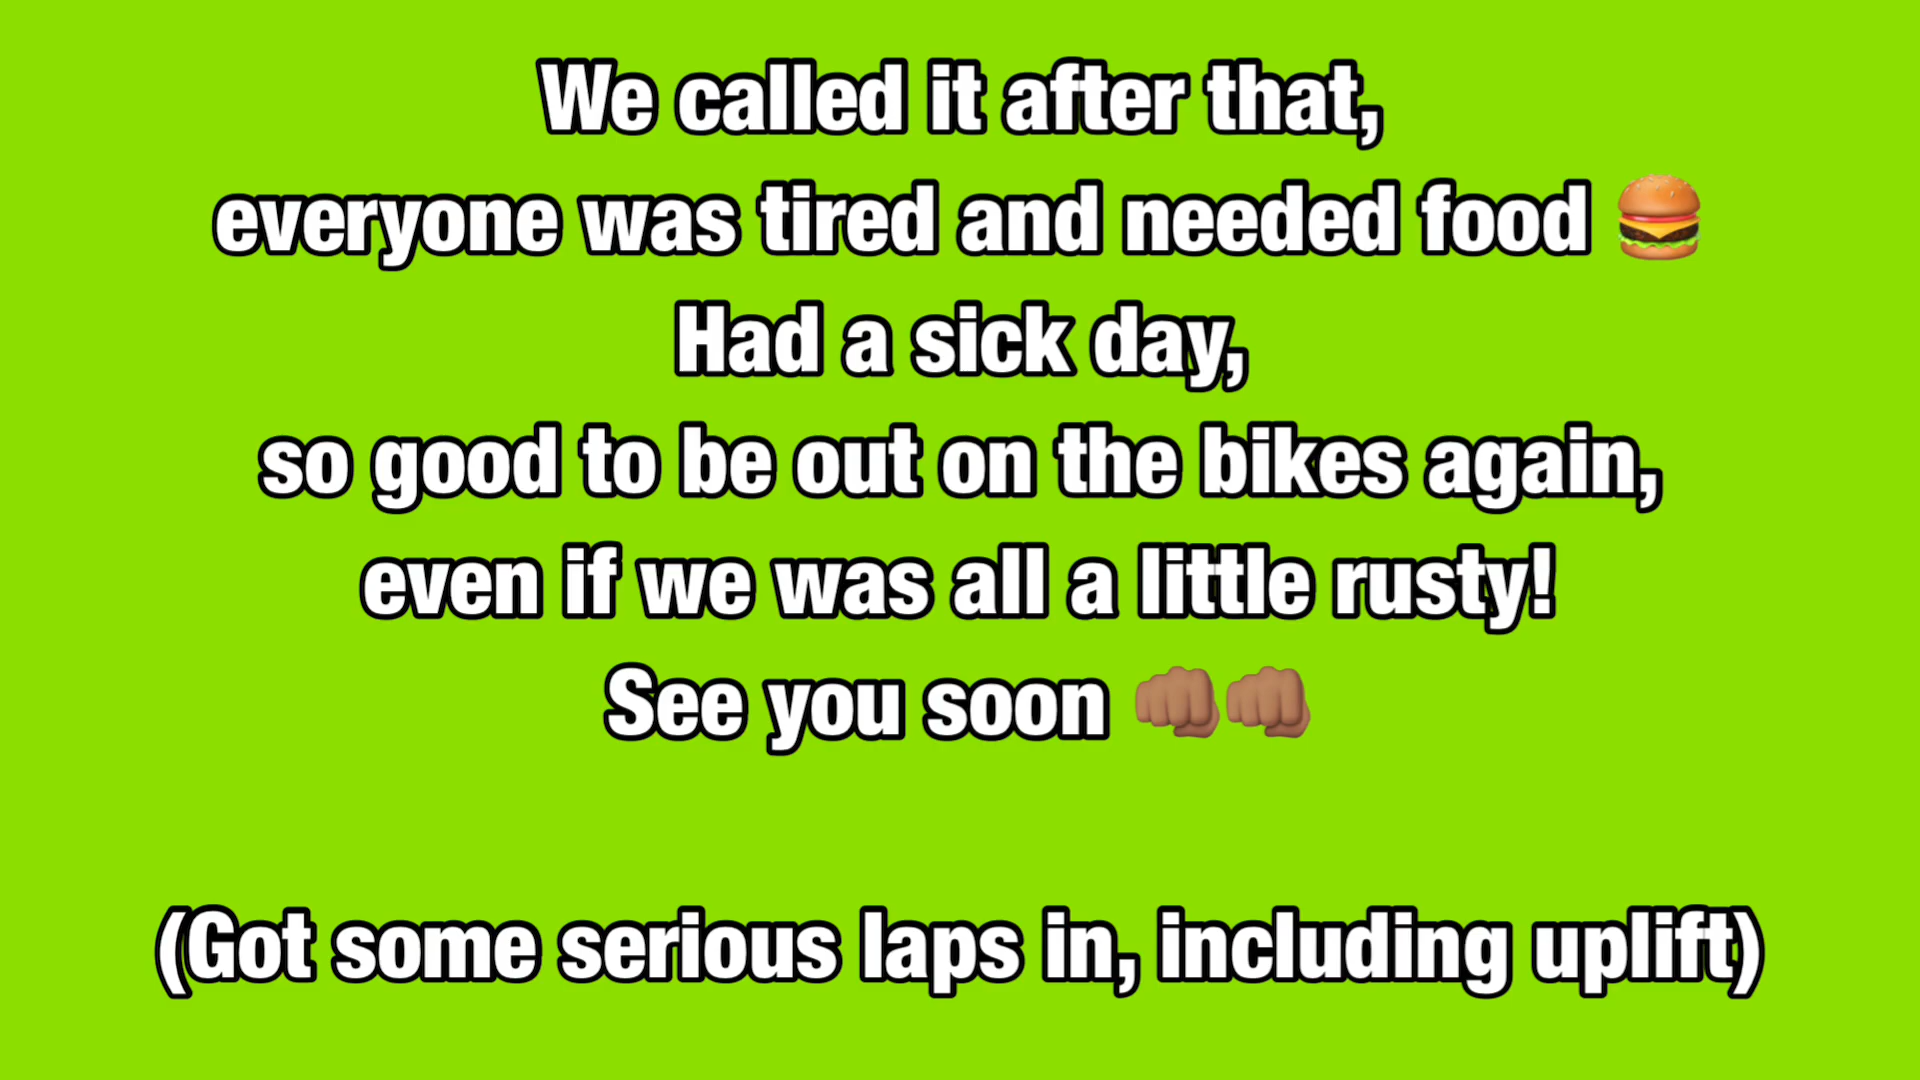 We called it after that,
everyone was tired and needed food 🍔
Had a sick day,
so good to be out on the bikes again,
even if we was all a little rusty!
See you soon 👊🏽👊🏽
(Got some serious laps in, including uplift)